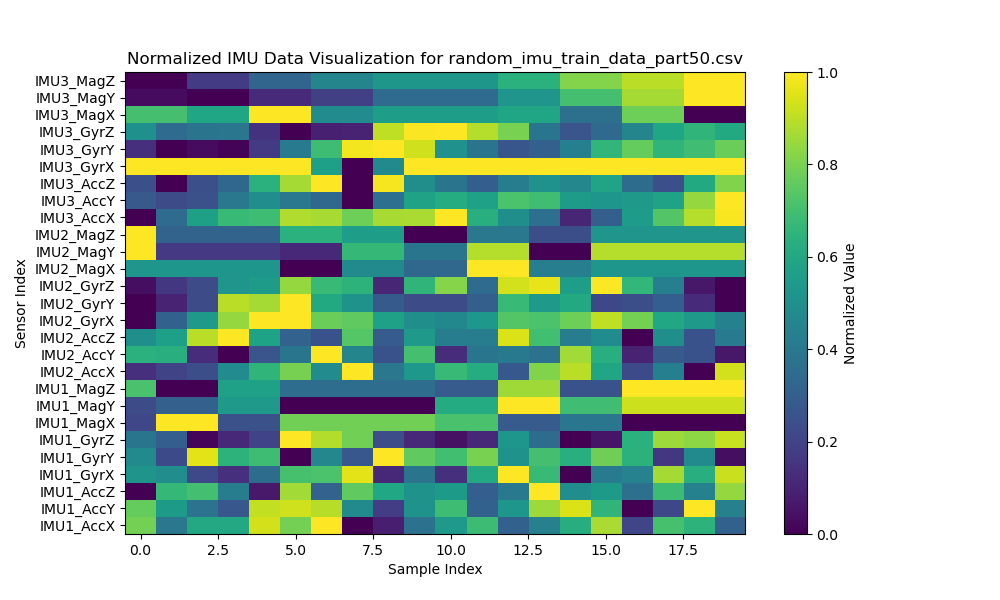 Normalized IMU Data Visualization for random_imu_train_data_part50.csv
IMU3_MagZ
IMU3_MagY
IMU3_MagX
IMU3_GyrZ
IMU3_GyrY
IMU3_GyrX
IMU3_AccZ
IMU3_AccY
IMU3_AccX
IMU2_MagZ
IMU2_MagY
IMU2_MagX
IMU2_GyrZ
IMU2_GyrY
IMU2_GyrX
IMU2_AccZ
IMU2_AccY
IMU2_AccX
IMU1_MagZ
IMU1_MagY
IMU1_MagX
IMU1_GyrZ
IMU1_GyrY
IMU1_GyrX
IMU1_AccZ
IMU1_AccY
IMU1_AccX
Sensor Index
0.0 2.5 5.0 7.5 10.0 12.5 15.0 17.5
Sample Index
1.0
0.8
0.6
0.4
0.2
0.0
Normalized Value